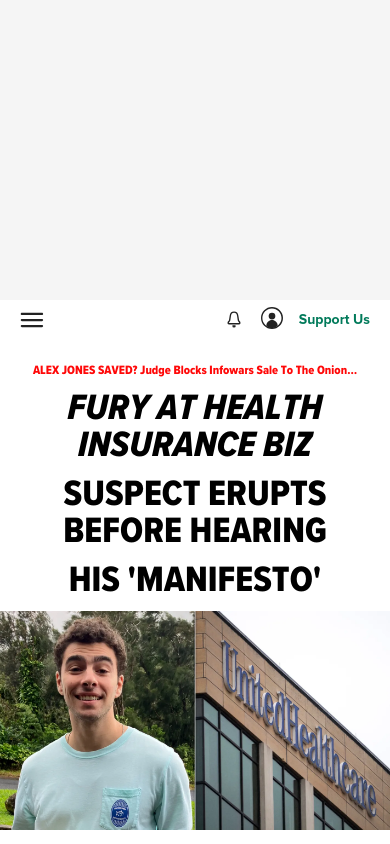 Support Us
ALEX JONES SAVED? Judge Blocks Infowars Sale To The Onion...
FURY AT HEALTH
INSURANCE BIZ
SUSPECT ERUPTS
BEFORE HEARING
HIS 'MANIFESTO'
UnitedHealthcare